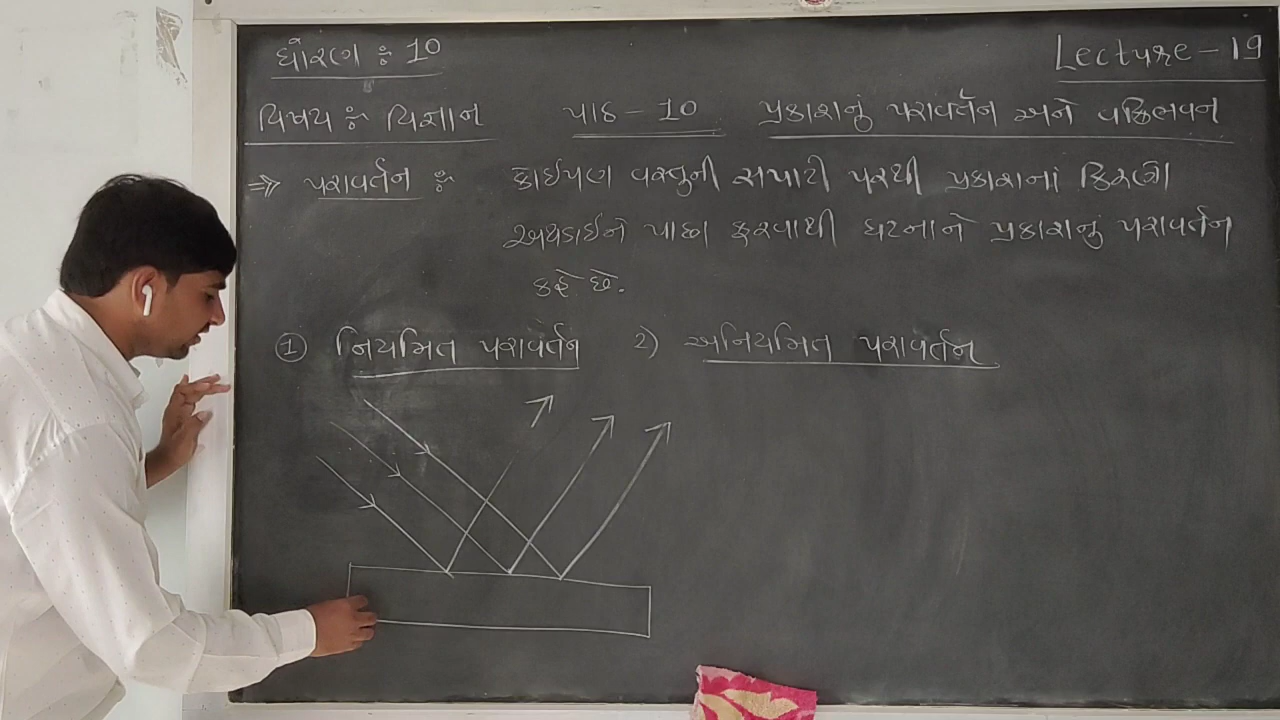 ધોરણ : 10
Lecture - 19
વિષય : વિજ્ઞાન પાઠ - 10 પ્રકાશનું પરાવર્તન અને વક્રિભવન
⇒ પરાવર્તન : કોઈપણ વસ્તુની સપાટી પરથી પ્રકાશનાં કિરણો
અથડાઈને પાછા ફરવાથી ઘટનાને પ્રકાશનું પરાવર્તન
કહે છે.
① નિયમિત પરાવર્તન 2) અનિયમિત પરાવર્તન